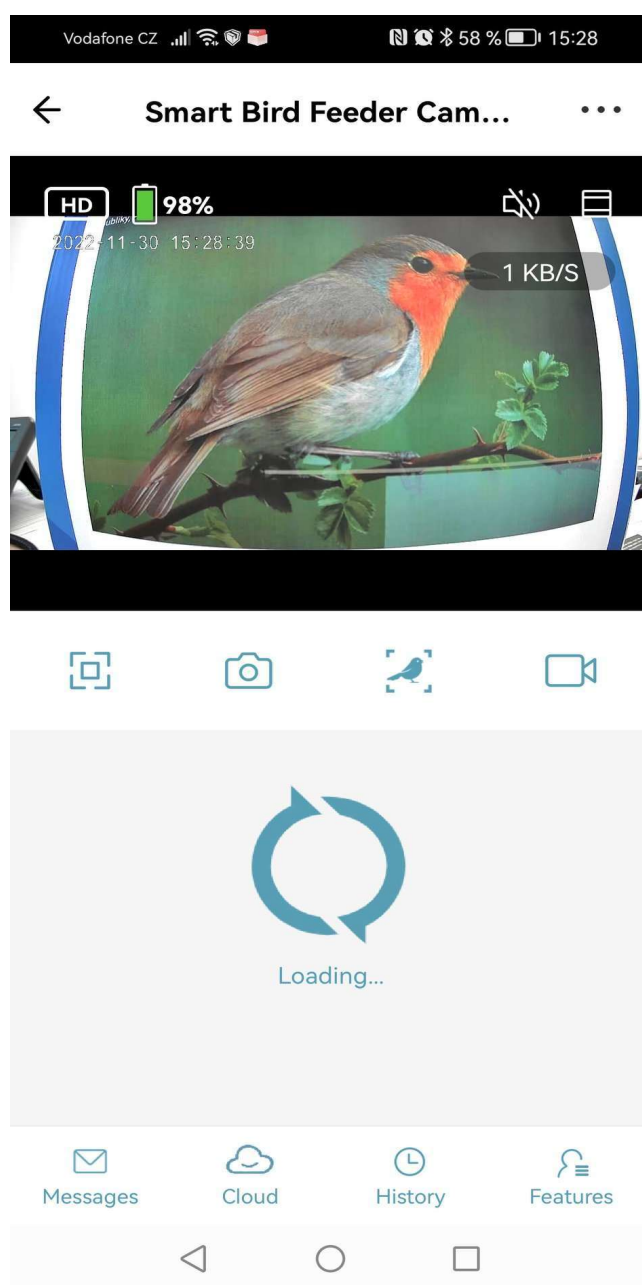 Vodafone CZ 58 % 15:28
Smart Bird Feeder Cam...
HD 98%
ubliky,
2022-11-30 15:28:39
1 KB/S
Loading...
Messages Cloud History Features